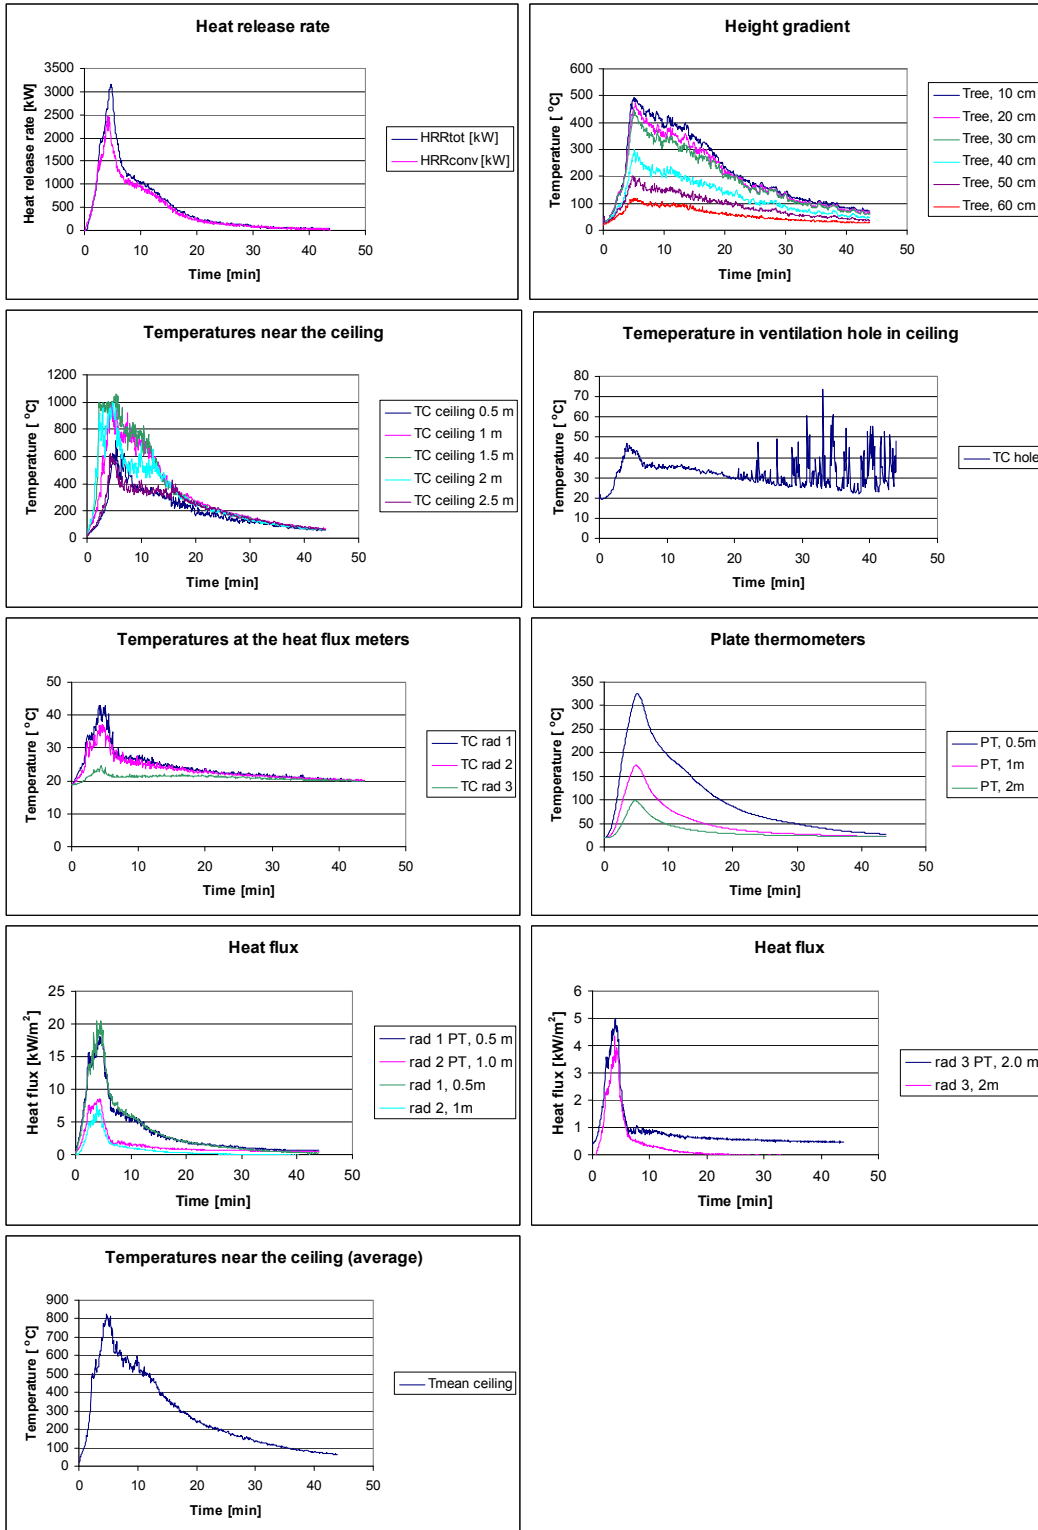 Heat release rate
Heat release rate [kW]
3500
3000
2500
2000
1500
1000
500
0
0 10 20 30 40 50
Time [min]
HRRtot [kW]
HRRconv [kW]
Height gradient
Temperature [ °C]
600
500
400
300
200
100
0
0 10 20 30 40 50
Time [min]
Tree, 10 cm
Tree, 20 cm
Tree, 30 cm
Tree, 40 cm
Tree, 50 cm
Tree, 60 cm
Temperatures near the ceiling
Temperature [ °C]
1200
1000
800
600
400
200
0
0 10 20 30 40 50
Time [min]
TC ceiling 0.5 m
TC ceiling 1 m
TC ceiling 1.5 m
TC ceiling 2 m
TC ceiling 2.5 m
Temeperature in ventilation hole in ceiling
Temperature [ °C]
80
70
60
50
40
30
20
10
0
0 10 20 30 40 50
Time [min]
TC hole
Temperatures at the heat flux meters
Temperature [ °C]
50
40
30
20
10
0
0 10 20 30 40 50
Time [min]
TC rad 1
TC rad 2
TC rad 3
Plate thermometers
Temperature [ °C]
350
300
250
200
150
100
50
0
0 10 20 30 40 50
Time [min]
PT, 0.5m
PT, 1m
PT, 2m
Heat flux
Heat flux [kW/m²]
25
20
15
10
5
0
0 10 20 30 40 50
Time [min]
rad 1 PT, 0.5 m
rad 2 PT, 1.0 m
rad 1, 0.5m
rad 2, 1m
Heat flux
Heat flux [kW/m²]
6
5
4
3
2
1
0
0 10 20 30 40 50
Time [min]
rad 3 PT, 2.0 m
rad 3, 2m
Temperatures near the ceiling (average)
Temperature [ °C]
900
800
700
600
500
400
300
200
100
0
0 10 20 30 40 50
Time [min]
Tmean ceiling